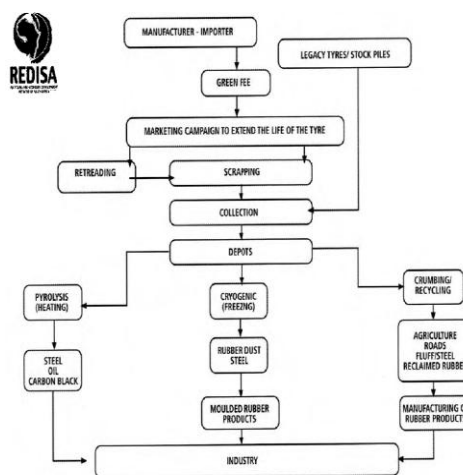 REDISA
MANUFACTURER - IMPORTER
LEGACY TYRES/ STOCK PILES
GREEN FEE
MARKETING CAMPAIGN TO EXTEND THE LIFE OF THE TYRE
RETREADING
SCRAPPING
COLLECTION
DEPOTS
PYROLYSIS
(HEATING)
CRYOGENIC
(FREEZNG)
CRUMBING/
RECYCLING
STEEL
OIL
CARBON BLACK
RUBBER DUST
STEEL
AGRICULTURE
ROADS
FLUFF/STEEL
RECLAIMED RUBBER
MOULDED RUBBER
PRODUCTS
MANUFACTURING O
RUBBER PRODUCTS
INDUSTRY